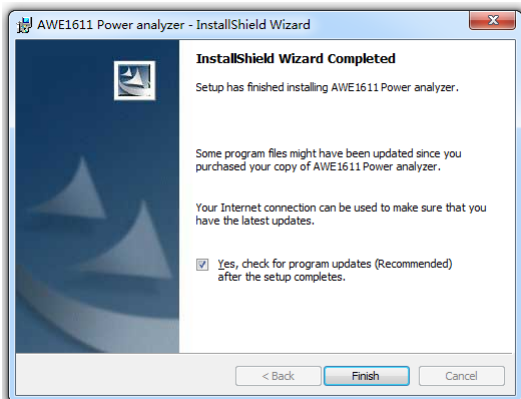 AWE1611 Power analyzer - InstallShield Wizard
InstallShield Wizard Completed
Setup has finished installing AWE1611 Power analyzer.
Some program files might have been updated since you
purchased your copy of AWE1611 Power analyzer.
Your Internet connection can be used to make sure that you
have the latest updates.
Yes, check for program updates (Recommended)
after the setup completes.
< Back
Finish
Cancel